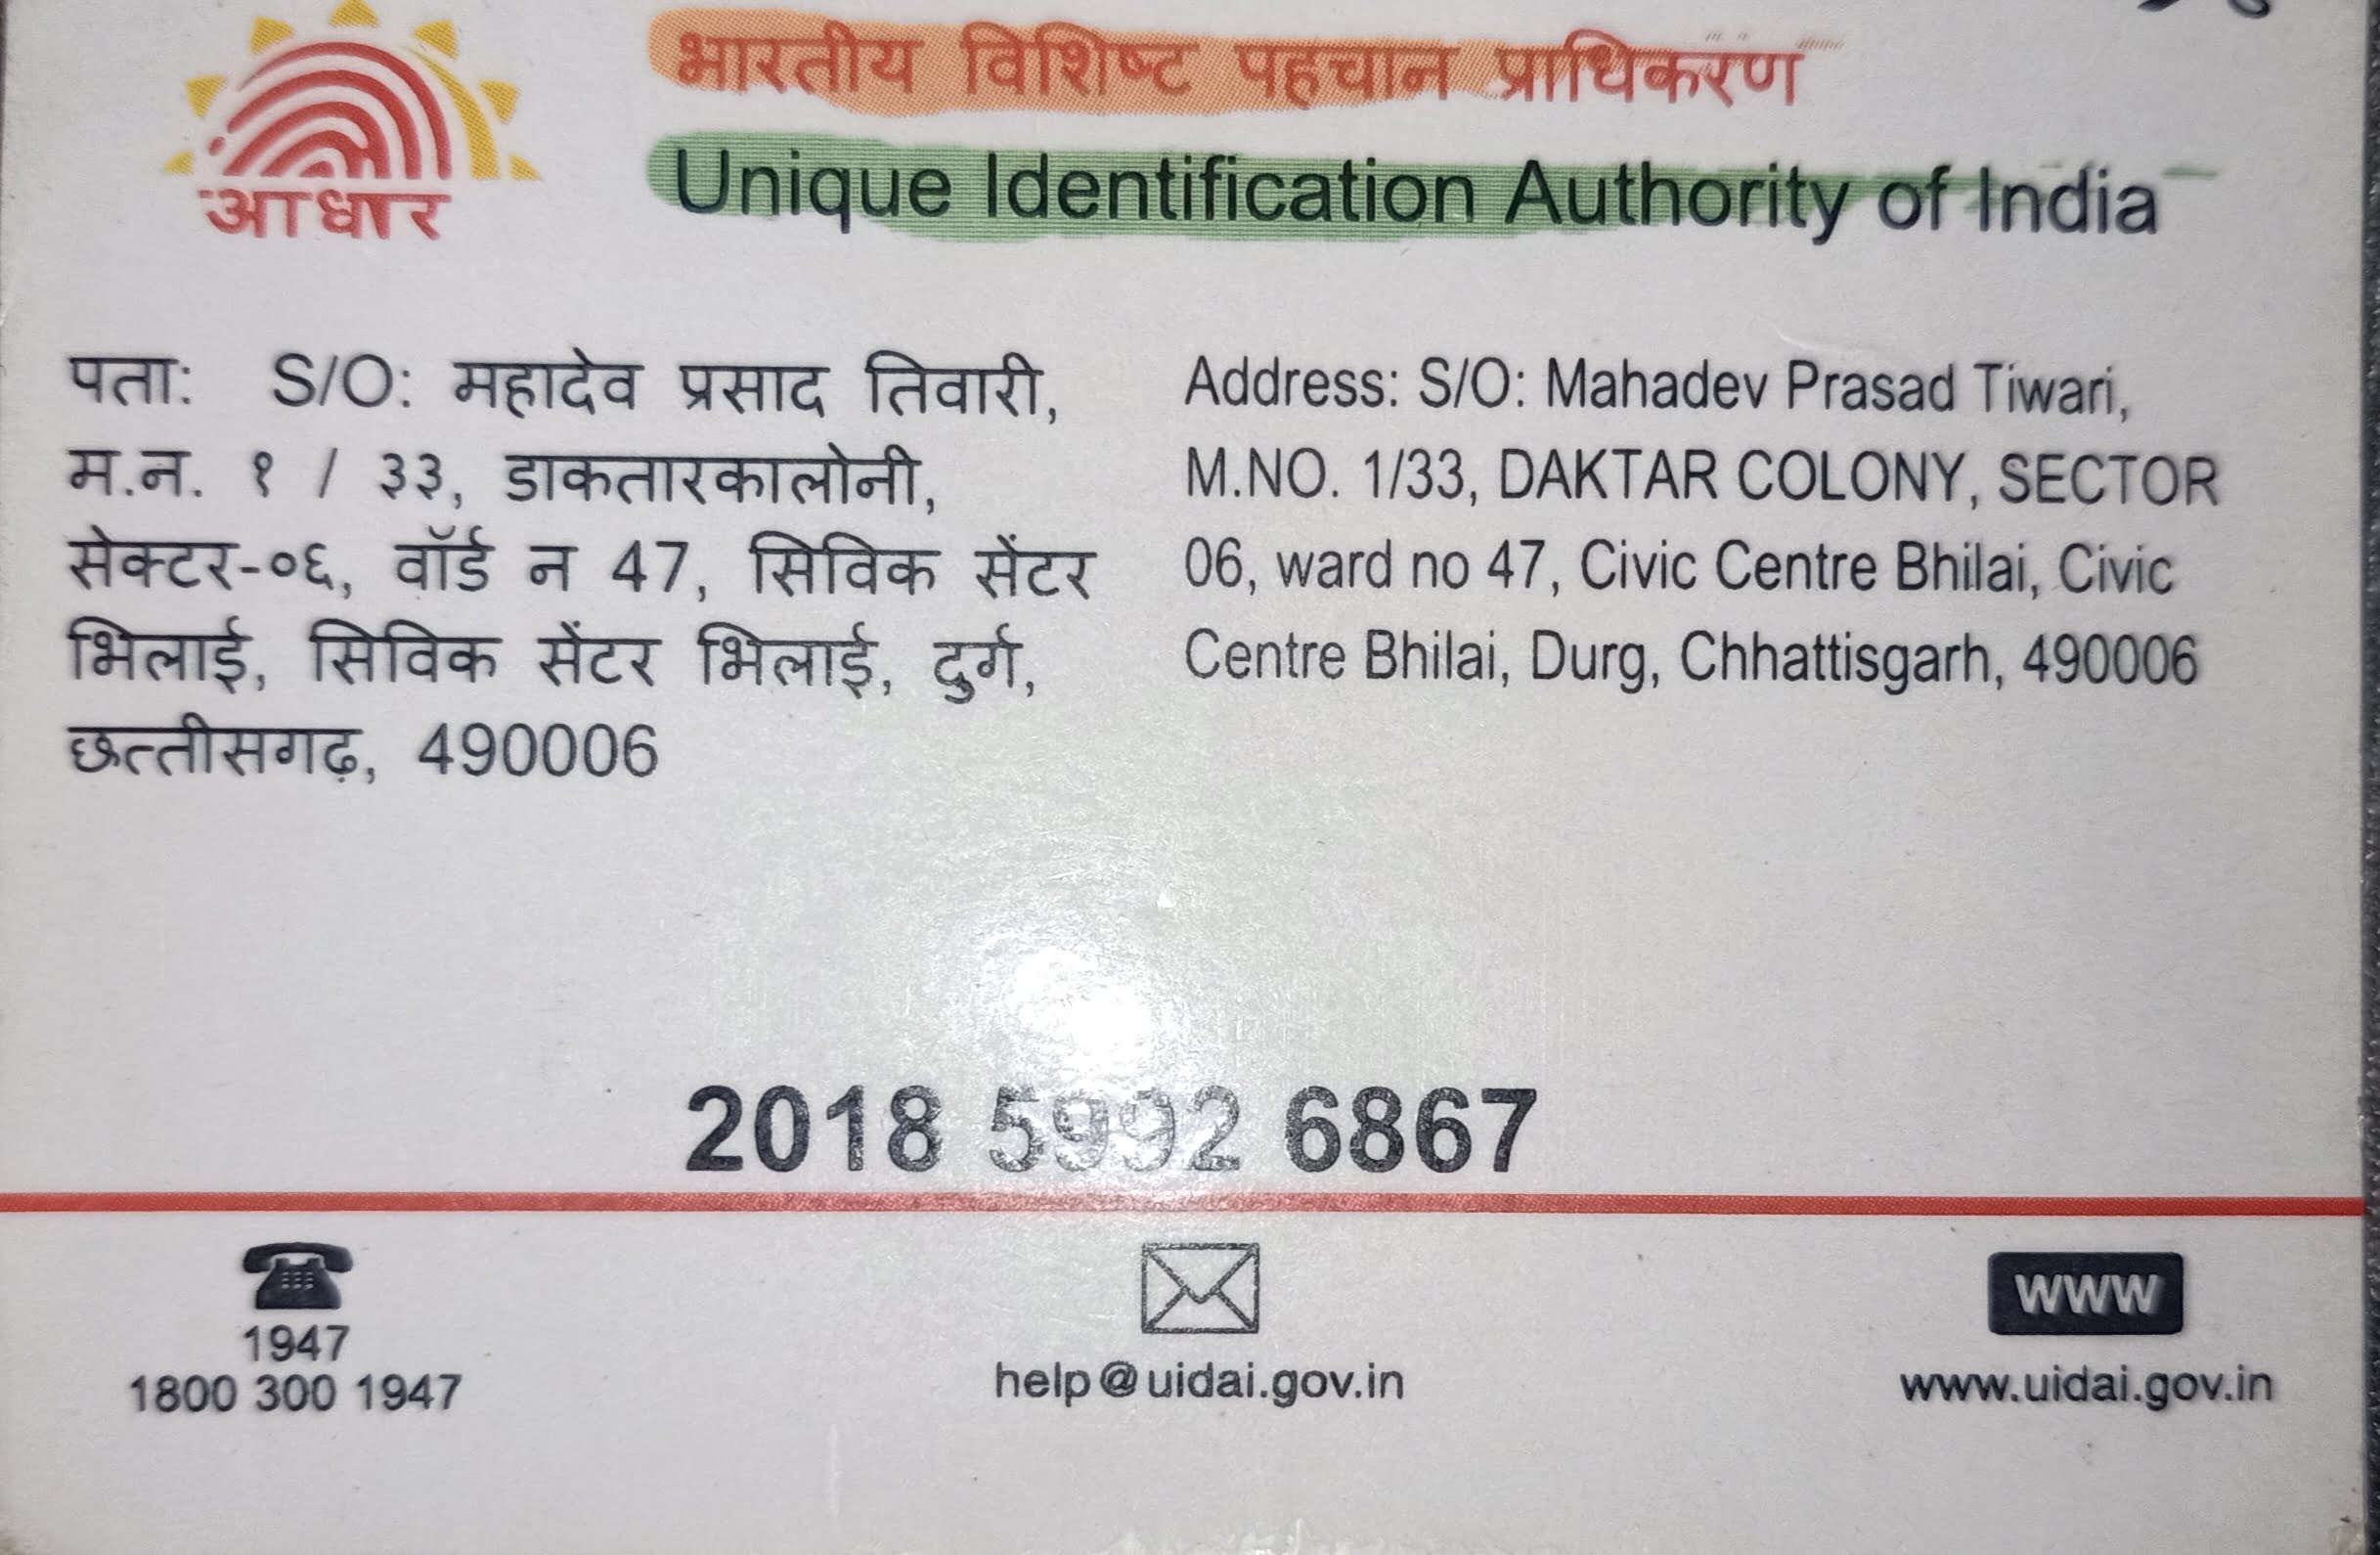 भारतीय विशिष्ट पहचान प्राधिकरण
Unique Identification Authority of India
आधार
पता: S/O: महादेव प्रसाद तिवारी,
म.न. १ / ३३, डाकतारकालोनी,
सेक्टर-०६, वॉर्ड न 47, सिविक सेंटर
भिलाई, सिविक सेंटर भिलाई, दुर्ग,
छत्तीसगढ़, 490006
Address: S/O: Mahadev Prasad Tiwari,
M.NO. 1/33, DAKTAR COLONY, SECTOR
06, ward no 47, Civic Centre Bhilai, Civic
Centre Bhilai, Durg, Chhattisgarh, 490006
2018 5992 6867
1947
1800 300 1947
help@uidai.gov.in
www
www.uidai.gov.in